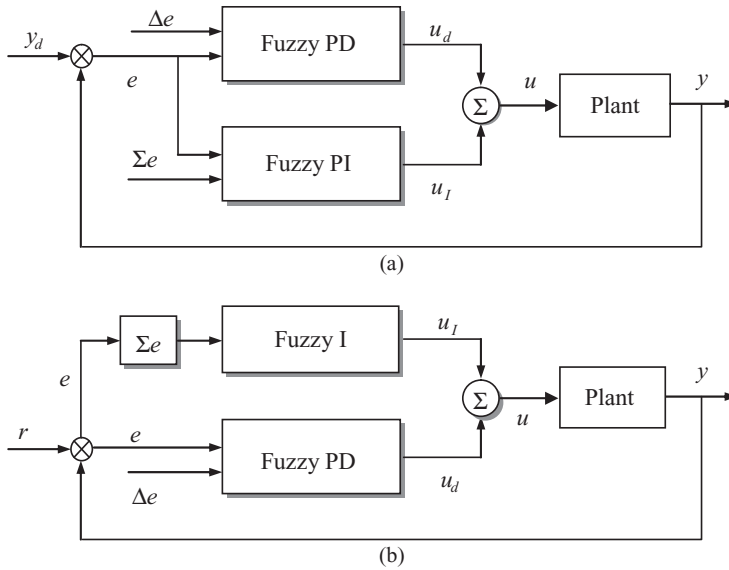 Δe
Fuzzy PD
u_d
y_d
e
Σ
u
Plant
y
Σe
Fuzzy PI
u_I
(a)
Σe
Fuzzy I
u_I
e
Σ
u
Plant
y
r
e
Fuzzy PD
u_d
Δe
(b)